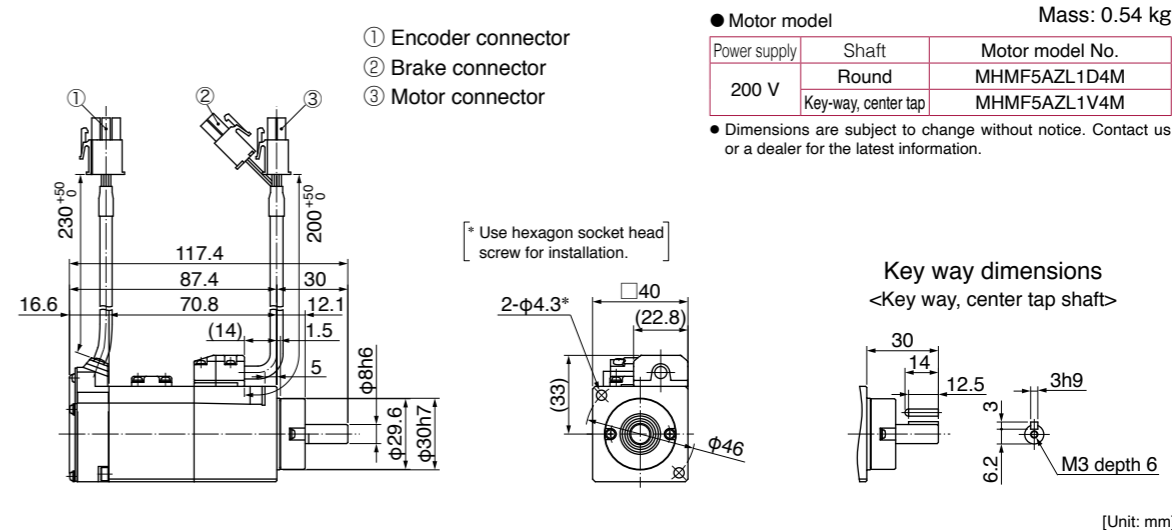 ① Encoder connector
② Brake connector
③ Motor connector
● Motor model
Mass: 0.54 kg
Power supply Shaft Motor model No.
200 V Round MHMF5AZL1D4M
Key-way, center tap MHMF5AZL1V4M
● Dimensions are subject to change without notice. Contact us
or a dealer for the latest information.
① ② ③
230 +50 0
200 +50 0
117.4
87.4 30
16.6 70.8 12.1
(14) 1.5
5
φ8h6
φ29.6
φ30h7
* Use hexagon socket head
screw for installation.
2-φ4.3* □40
(22.8)
(33)
φ46
Key way dimensions
<Key way, center tap shaft>
30
14
12.5 3h9
3
6.2
M3 depth 6
[Unit: mm]